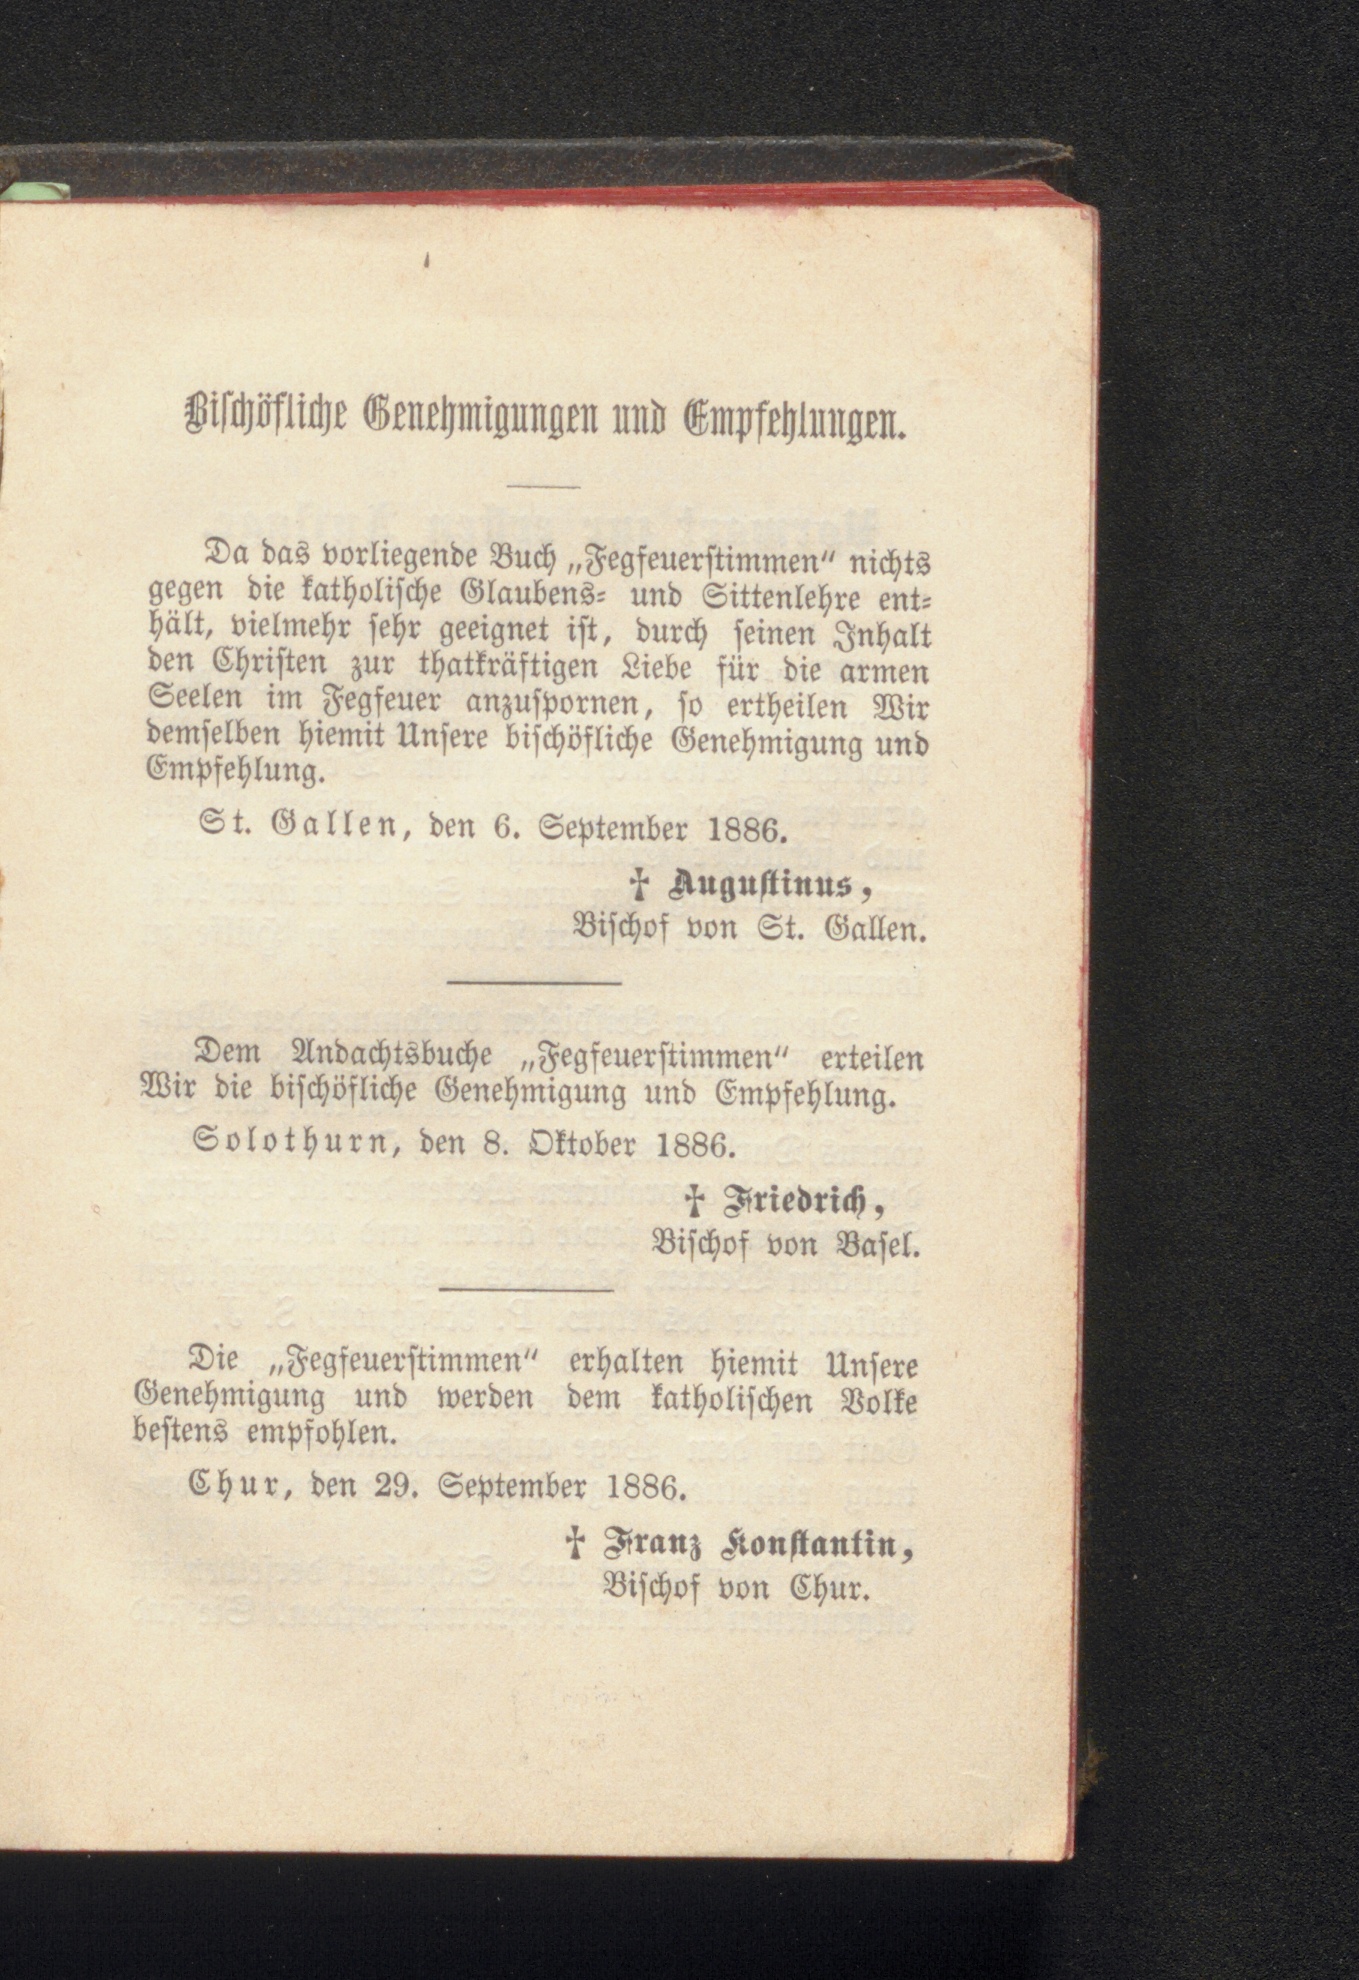 Bischöfliche Genehmigungen und Empfehlungen.
Da das vorliegende Buch „Fegfeuerstimmen“ nichts
gegen die katholische Glaubens- und Sittenlehre ent-
hält, vielmehr sehr geeignet ist, durch seinen Inhalt
den Christen zur thatkräftigen Liebe für die armen
Seelen im Fegfeuer anzuspornen, so ertheilen Wir
demselben hiemit Unsere bischöfliche Genehmigung und
Empfehlung.
St. Gallen, den 6. September 1886.
† Augustinus,
Bischof von St. Gallen.
Dem Andachtsbuche „Fegfeuerstimmen“ erteilen
Wir die bischöfliche Genehmigung und Empfehlung.
Solothurn, den 8. Oktober 1886.
† Friedrich,
Bischof von Basel.
Die „Fegfeuerstimmen“ erhalten hiemit Unsere
Genehmigung und werden dem katholischen Volke
bestens empfohlen.
Chur, den 29. September 1886.
† Franz Konstantin,
Bischof von Chur.